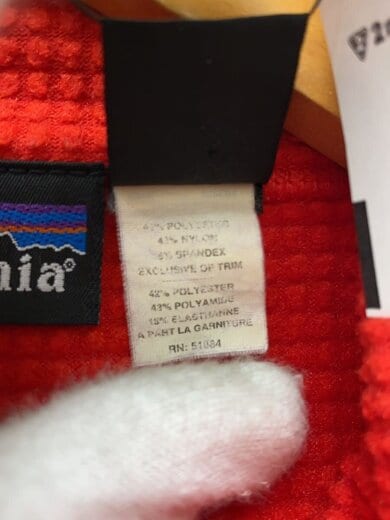 42% POLYESTER
43% NYLON
SPANDEX
EXCLUSIVE OF TRIM
42% POLYESTER
43% POLYAMIDE
15% ELASTHANNE
A PART LA GARNITURE
RN: 51884
nia®